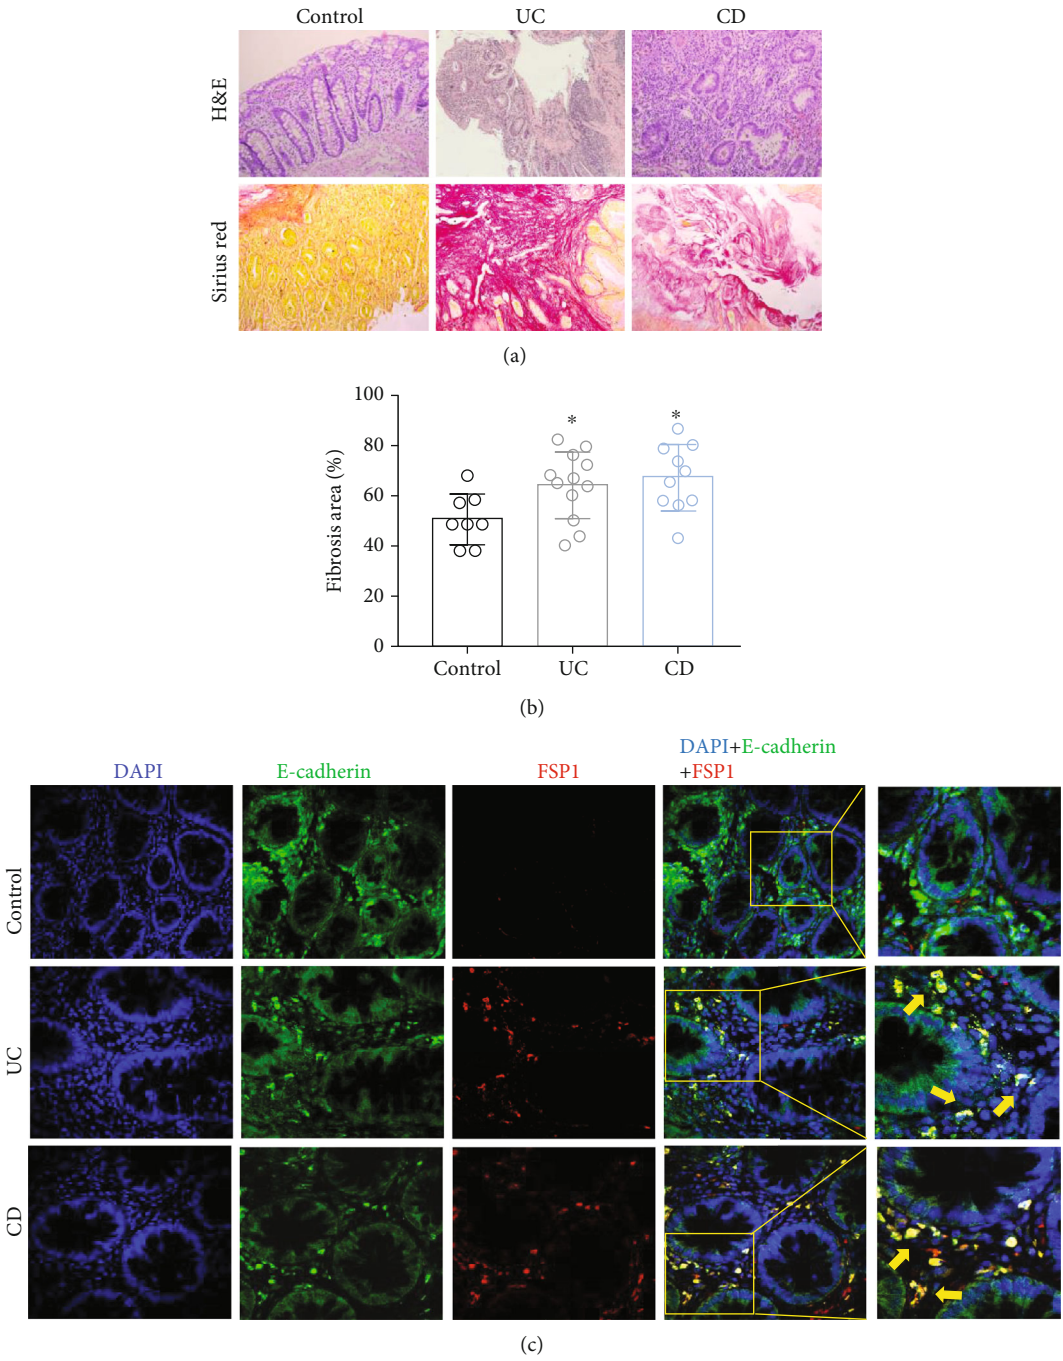 Control UC CD
H&E
Sirius red
(a)
100
80
60
40
20
0
Fibrosis area (%)
* *
Control UC CD
(b)
DAPI E-cadherin FSP1 DAPI+E-cadherin
+FSP1
Control
UC
CD
(c)